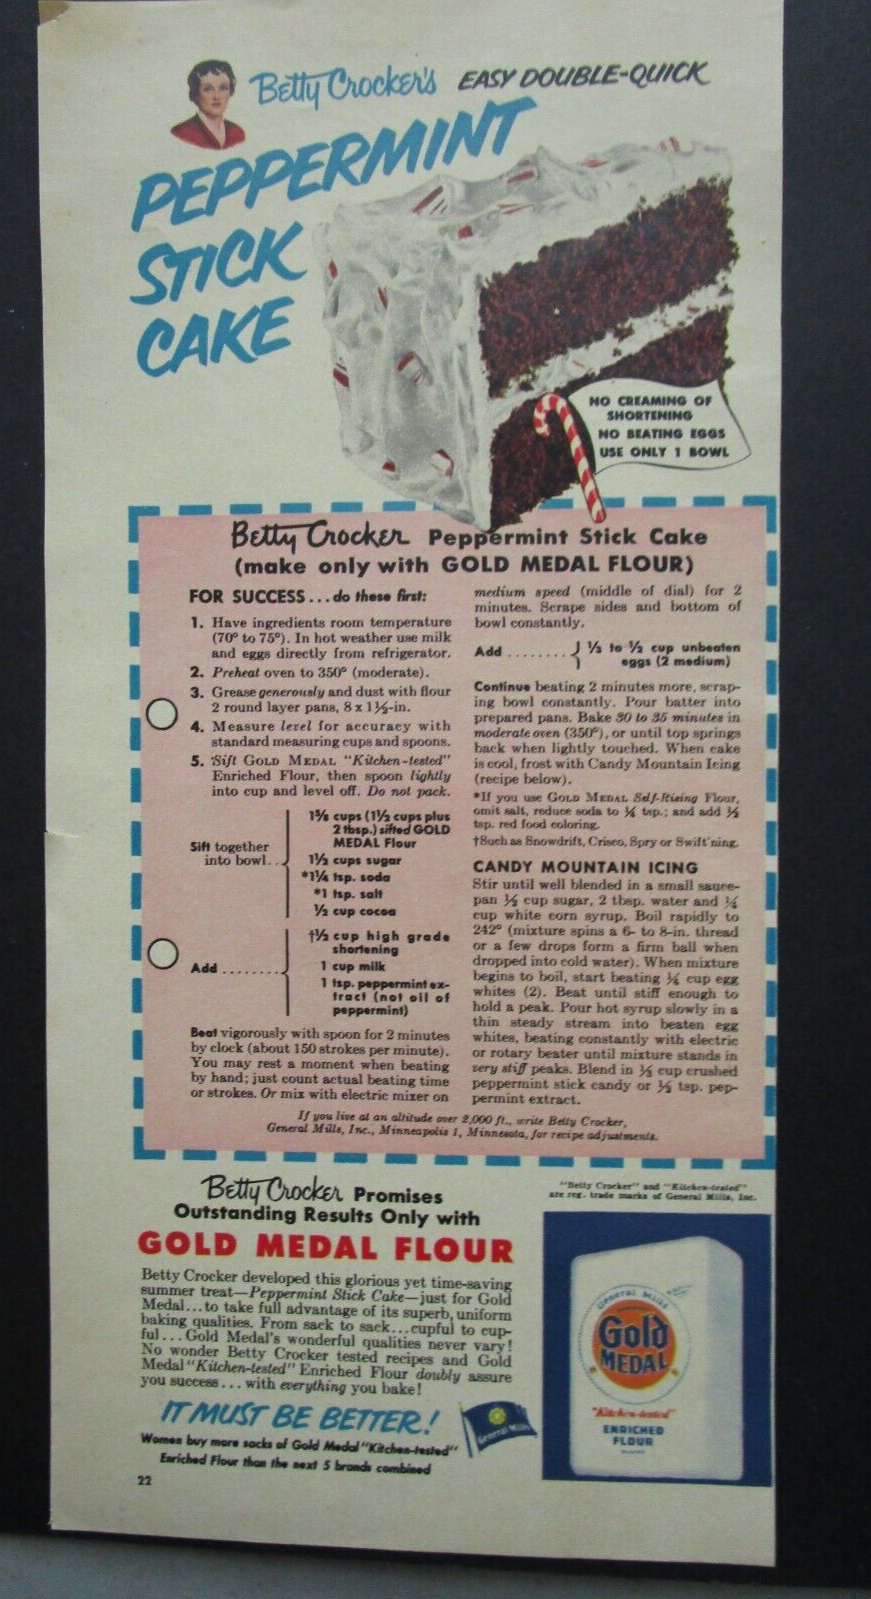 Betty Crocker's EASY DOUBLE-QUICK
PEPPERMINT
STICK
CAKE
NO CREAMING OF
SHORTENING
NO BEATING EGGS
USE ONLY 1 BOWL
Betty Crocker Peppermint Stick Cake
(make only with GOLD MEDAL FLOUR)
FOR SUCCESS...do these first:
1. Have ingredients room temperature
(70° to 75°). In hot weather use milk
and eggs directly from refrigerator.
2. Preheat oven to 350° (moderate).
3. Grease generously and dust with flour
2 round layer pans, 8 x 1½-in.
4. Measure level for accuracy with
standard measuring cups and spoons.
5. Sift GOLD MEDAL "Kitchen-tested"
Enriched Flour, then spoon lightly
into cup and level off. Do not pack.
Sift together
into bowl...
1⅝ cups (1½ cups plus
2 tbsp.) sifted GOLD
MEDAL Flour
1½ cups sugar
*1¼ tsp. soda
*1 tsp. salt
½ cup cocoa
Add ........
†½ cup high grade
shortening
1 cup milk
1 tsp. peppermint ex-
tract (not oil of
peppermint)
Beat vigorously with spoon for 2 minutes
by clock (about 150 strokes per minute).
You may rest a moment when beating
by hand; just count actual beating time
or strokes. Or mix with electric mixer on
medium speed (middle of dial) for 2
minutes. Scrape sides and bottom of
bowl constantly.
Add ........ ⅓ to ½ cup unbeaten
eggs (2 medium)
Continue beating 2 minutes more, scrap-
ing bowl constantly. Pour batter into
prepared pans. Bake 30 to 35 minutes in
moderate oven (350°), or until top springs
back when lightly touched. When cake
is cool, frost with Candy Mountain Icing
(recipe below).
*If you use GOLD MEDAL Self-Rising Flour,
omit salt, reduce soda to ¼ tsp.; and add ½
tsp. red food coloring.
†Such as Snowdrift, Crisco, Spry or Swift'ning.
CANDY MOUNTAIN ICING
Stir until well blended in a small sauce-
pan ½ cup sugar, 2 tbsp. water and ¼
cup white corn syrup. Boil rapidly to
242° (mixture spins a 6- to 8-in. thread
or a few drops form a firm ball when
dropped into cold water). When mixture
begins to boil, start beating ¼ cup egg
whites (2). Beat until stiff enough to
hold a peak. Pour hot syrup slowly in a
thin steady stream into beaten egg
whites, beating constantly with electric
or rotary beater until mixture stands in
very stiff peaks. Blend in ⅓ cup crushed
peppermint stick candy or ½ tsp. pep-
permint extract.
If you live at an altitude over 2,000 ft., write Betty Crocker,
General Mills, Inc., Minneapolis 1, Minnesota, for recipe adjustments.
"Betty Crocker" and "Kitchen-tested"
are reg. trade marks of General Mills, Inc.
Betty Crocker Promises
Outstanding Results Only with
GOLD MEDAL FLOUR
Betty Crocker developed this glorious yet time-saving
summer treat—Peppermint Stick Cake—just for Gold
Medal...to take full advantage of its superb, uniform
baking qualities. From sack to sack...cupful to cup-
ful...Gold Medal's wonderful qualities never vary!
No wonder Betty Crocker tested recipes and Gold
Medal "Kitchen-tested" Enriched Flour doubly assure
you success...with everything you bake!
IT MUST BE BETTER!
Women buy more sacks of Gold Medal "Kitchen-tested"
Enriched Flour than the next 5 brands combined
General Mills
General Mills
Gold
MEDAL
"Kitchen-tested"
ENRICHED
FLOUR
22